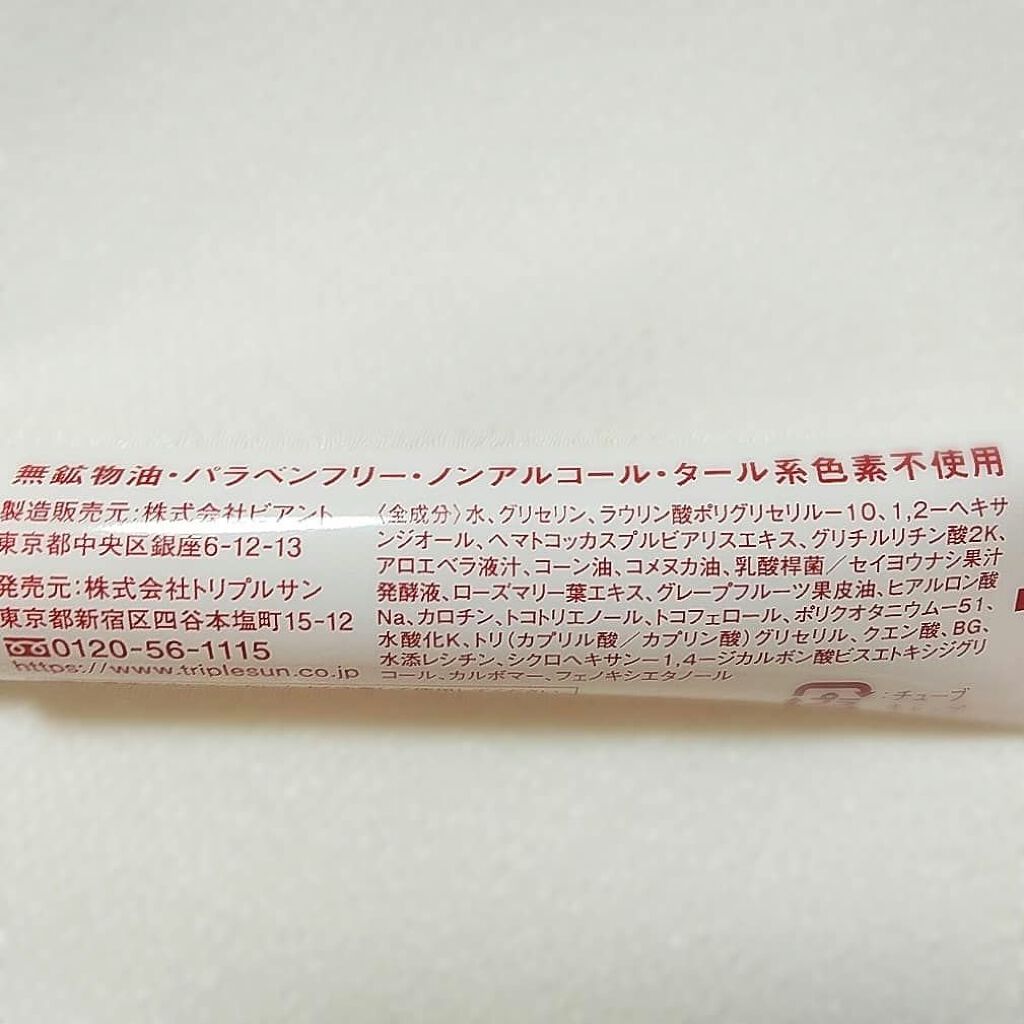 無鉱物油・パラベンフリー・ノンアルコール・タール系色素不使用
製造販売元:株式会社ビアント
東京都中央区銀座6-12-13
発売元:株式会社トリプルサン
東京都新宿区四谷本塩町15-12
0120-56-1115
https://www.triplesun.co.jp
〈全成分〉水、グリセリン、ラウリン酸ポリグリセリルー10、1,2ーヘキサ
ンジオール、ヘマトコッカスプルビアリスエキス、グリチルリチン酸2K、
アロエベラ液汁、コーン油、コメヌカ油、乳酸桿菌/セイヨウナシ果汁
発酵液、ローズマリー葉エキス、グレープフルーツ果皮油、ヒアルロン酸
Na、カロチン、トコトリエノール、トコフェロール、ポリクオタニウムー51、
水酸化K、トリ(カプリル酸/カプリン酸)グリセリル、クエン酸、BG、
水添レシチン、シクロヘキサンー1,4ージカルボン酸ビスエトキシジグリ
コール、カルボマー、フェノキシエタノール
:チューブ